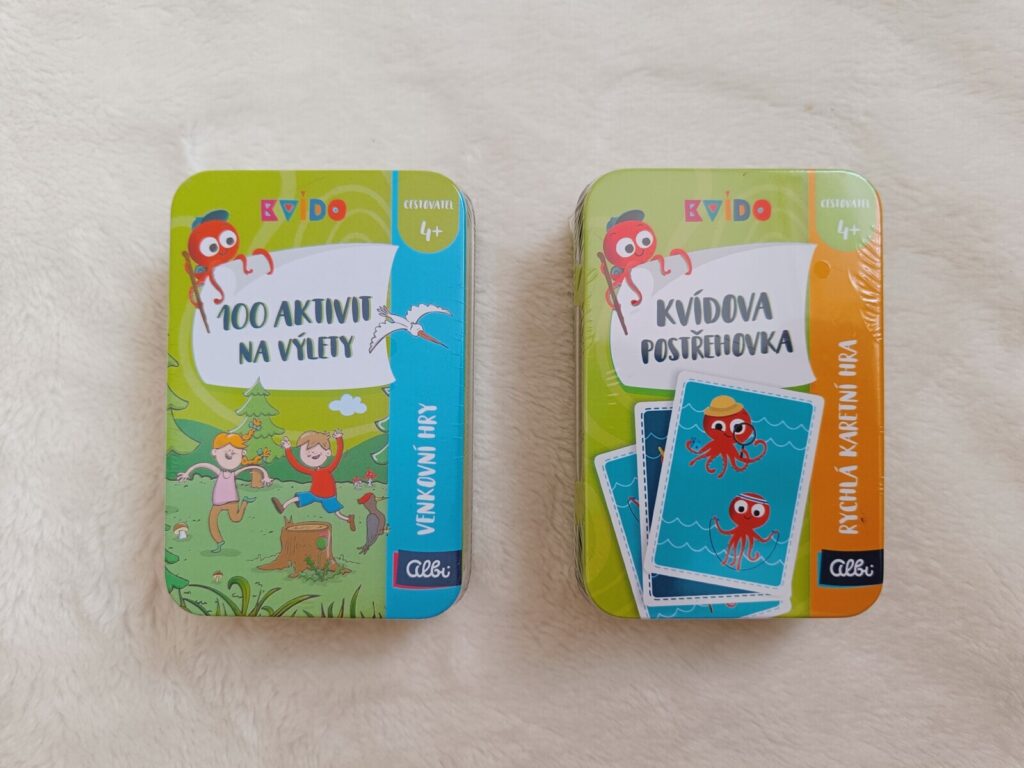 KVÍDO
CESTOVATEL
4+
100 AKTIVIT
NA VÝLETY
VENKOVNÍ HRY
albi
KVÍDO
CESTOVATEL
4+
KVÍDOVA
POSTŘEHOVKA
RYCHLÁ KARETNÍ HRA
albi